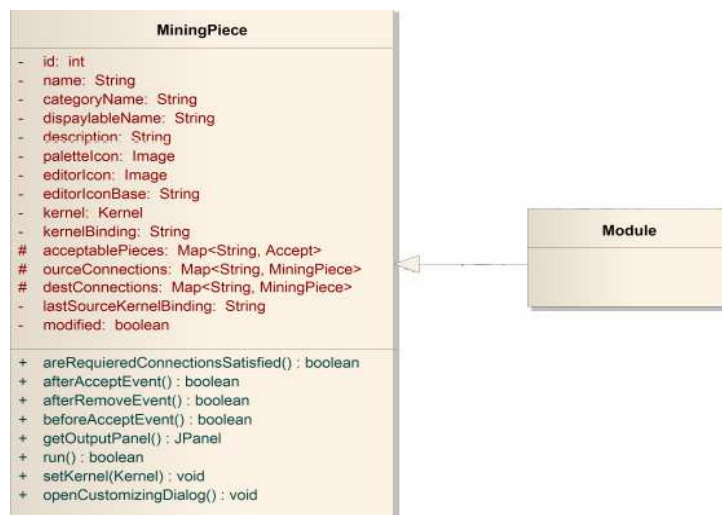 MiningPiece
- id: int
- name: String
- categoryName: String
- dispaylableName: String
- description: String
- paletteIcon: Image
- editorIcon: Image
- editorIconBase: String
- kernel: Kernel
- kernelBinding: String
# acceptablePieces: Map<String, Accept>
# ourceConnections: Map<String, MiningPiece>
# destConnections: Map<String, MiningPiece>
- lastSourceKernelBinding: String
- modified: boolean
+ areRequieredConnectionsSatisfied() : boolean
+ afterAcceptEvent() : boolean
+ afterRemoveEvent() : boolean
+ beforeAcceptEvent() : boolean
+ getOutputPanel() : JPanel
+ run() : boolean
+ setKernel(Kernel) : void
+ openCustomizingDialog() : void
Module